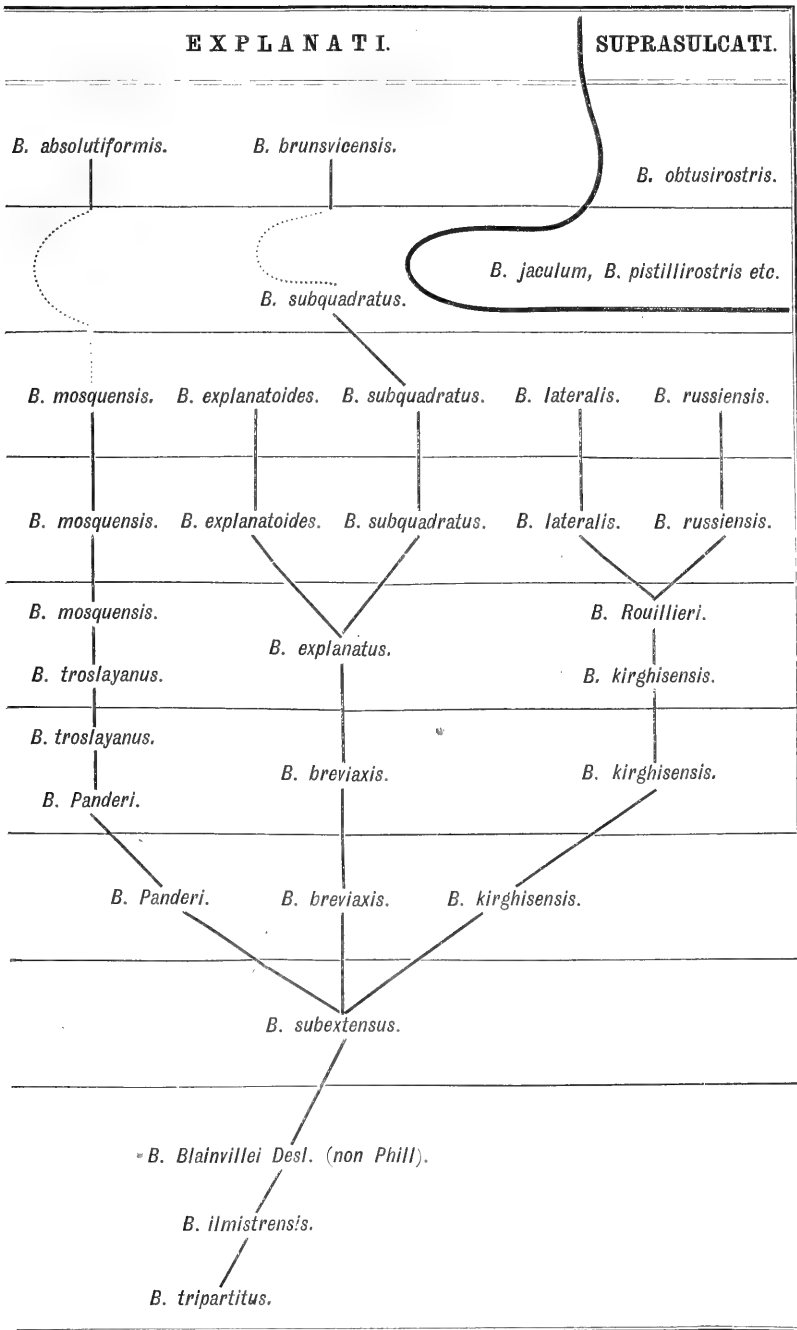 EXPLANATI. SUPRASULCATI.
B. absolutiformis. B. brunsvicensis.
B. obtusirostris.
B. jaculum, B. pistillirostris etc.
B. subquadratus.
B. mosquensis. B. explanatoides. B. subquadratus. B. lateralis. B. russiensis.
B. mosquensis. B. explanatoides. B. subquadratus. B. lateralis. B. russiensis.
B. mosquensis. B. Rouillieri.
B. explanatus.
B. troslayanus. B. kirghisensis.
B. troslayanus.
B. breviaxis. B. kirghisensis.
B. Panderi.
B. Panderi. B. breviaxis. B. kirghisensis.
B. subextensus.
B. Blainvillei Desl. (non Phill).
B. ilmistrensis.
B. tripartitus.